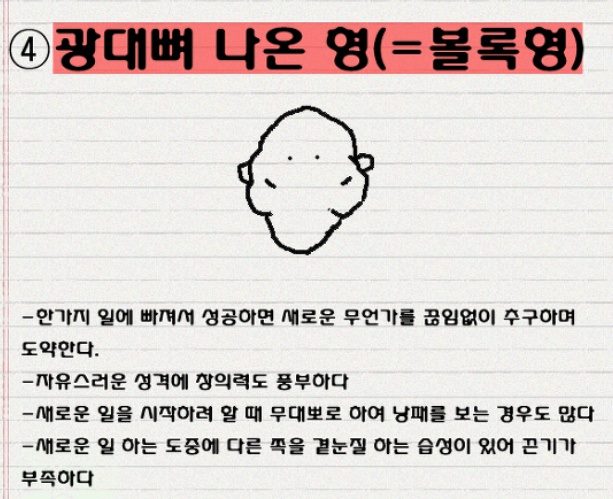 ④광대뼈 나온 형(=볼록형)
-한가지 일에 빠져서 성공하면 새로운 무언가를 끊임없이 추구하며
도약한다.
-자유스러운 성격에 창의력도 풍부하다
-새로운 일을 시작하려 할 때 무대뽀로 하여 낭패를 보는 경우도 많다
-새로운 일 하는 도중에 다른 쪽을 곁눈질 하는 습성이 있어 끈기가
부족하다